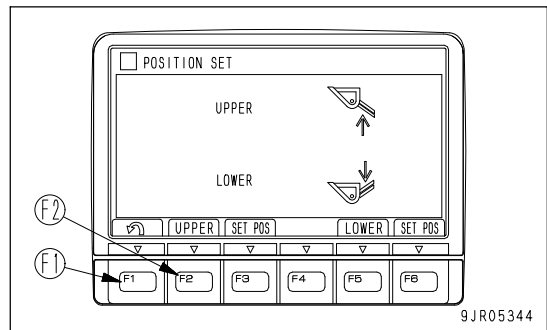 POSITION SET
UPPER
LOWER
UPPER SET POS LOWER SET POS
F2
F1
F1 F2 F3 F4 F5 F6
9JR05344